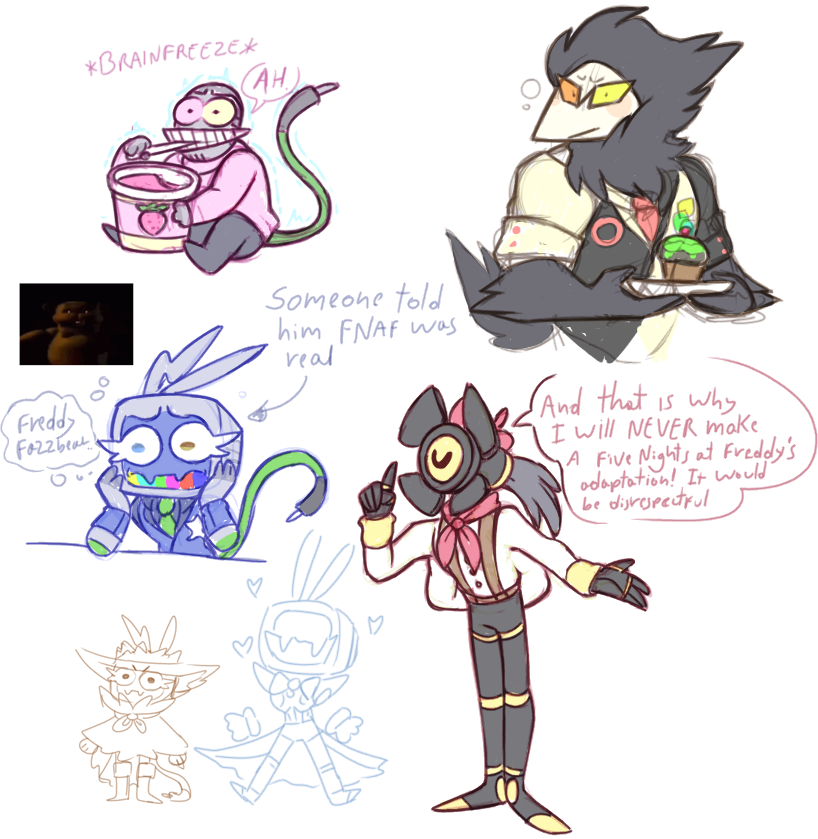 *BRAINFREEZE*
AH.
Someone told
him FNAF was
real
Freddy
Fazzbear..
And that is why
I will NEVER make
A Five Nights at Freddy's
adaptation! It would
be disrespectful